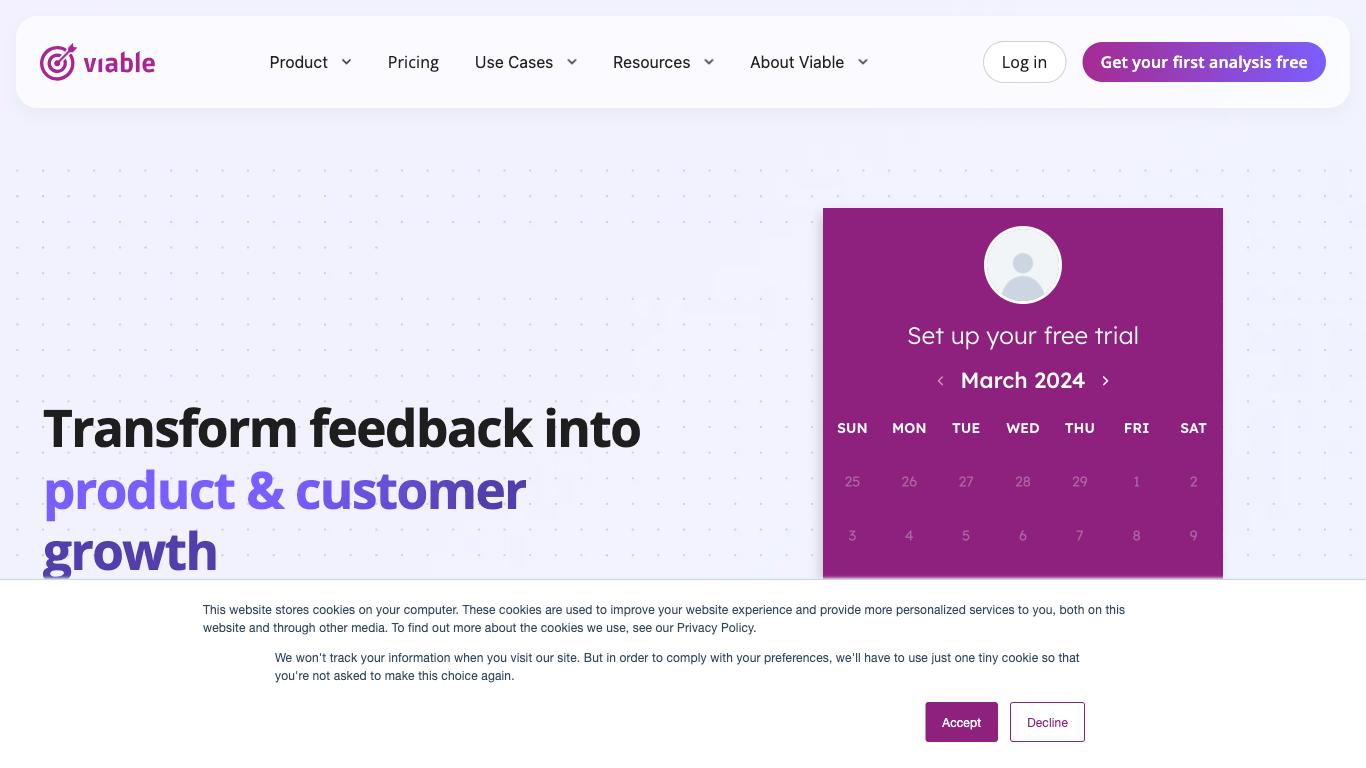 viable
Product
Pricing
Use Cases
Resources
About Viable
Log in
Get your first analysis free
Transform feedback into
product & customer
growth
Set up your free trial
March 2024
SUN MON TUE WED THU FRI SAT
25 26 27 28 29 1 2
3 4 5 6 7 8 9
This website stores cookies on your computer. These cookies are used to improve your website experience and provide more personalized services to you, both on this
website and through other media. To find out more about the cookies we use, see our Privacy Policy.
We won't track your information when you visit our site. But in order to comply with your preferences, we'll have to use just one tiny cookie so that
you're not asked to make this choice again.
Accept
Decline